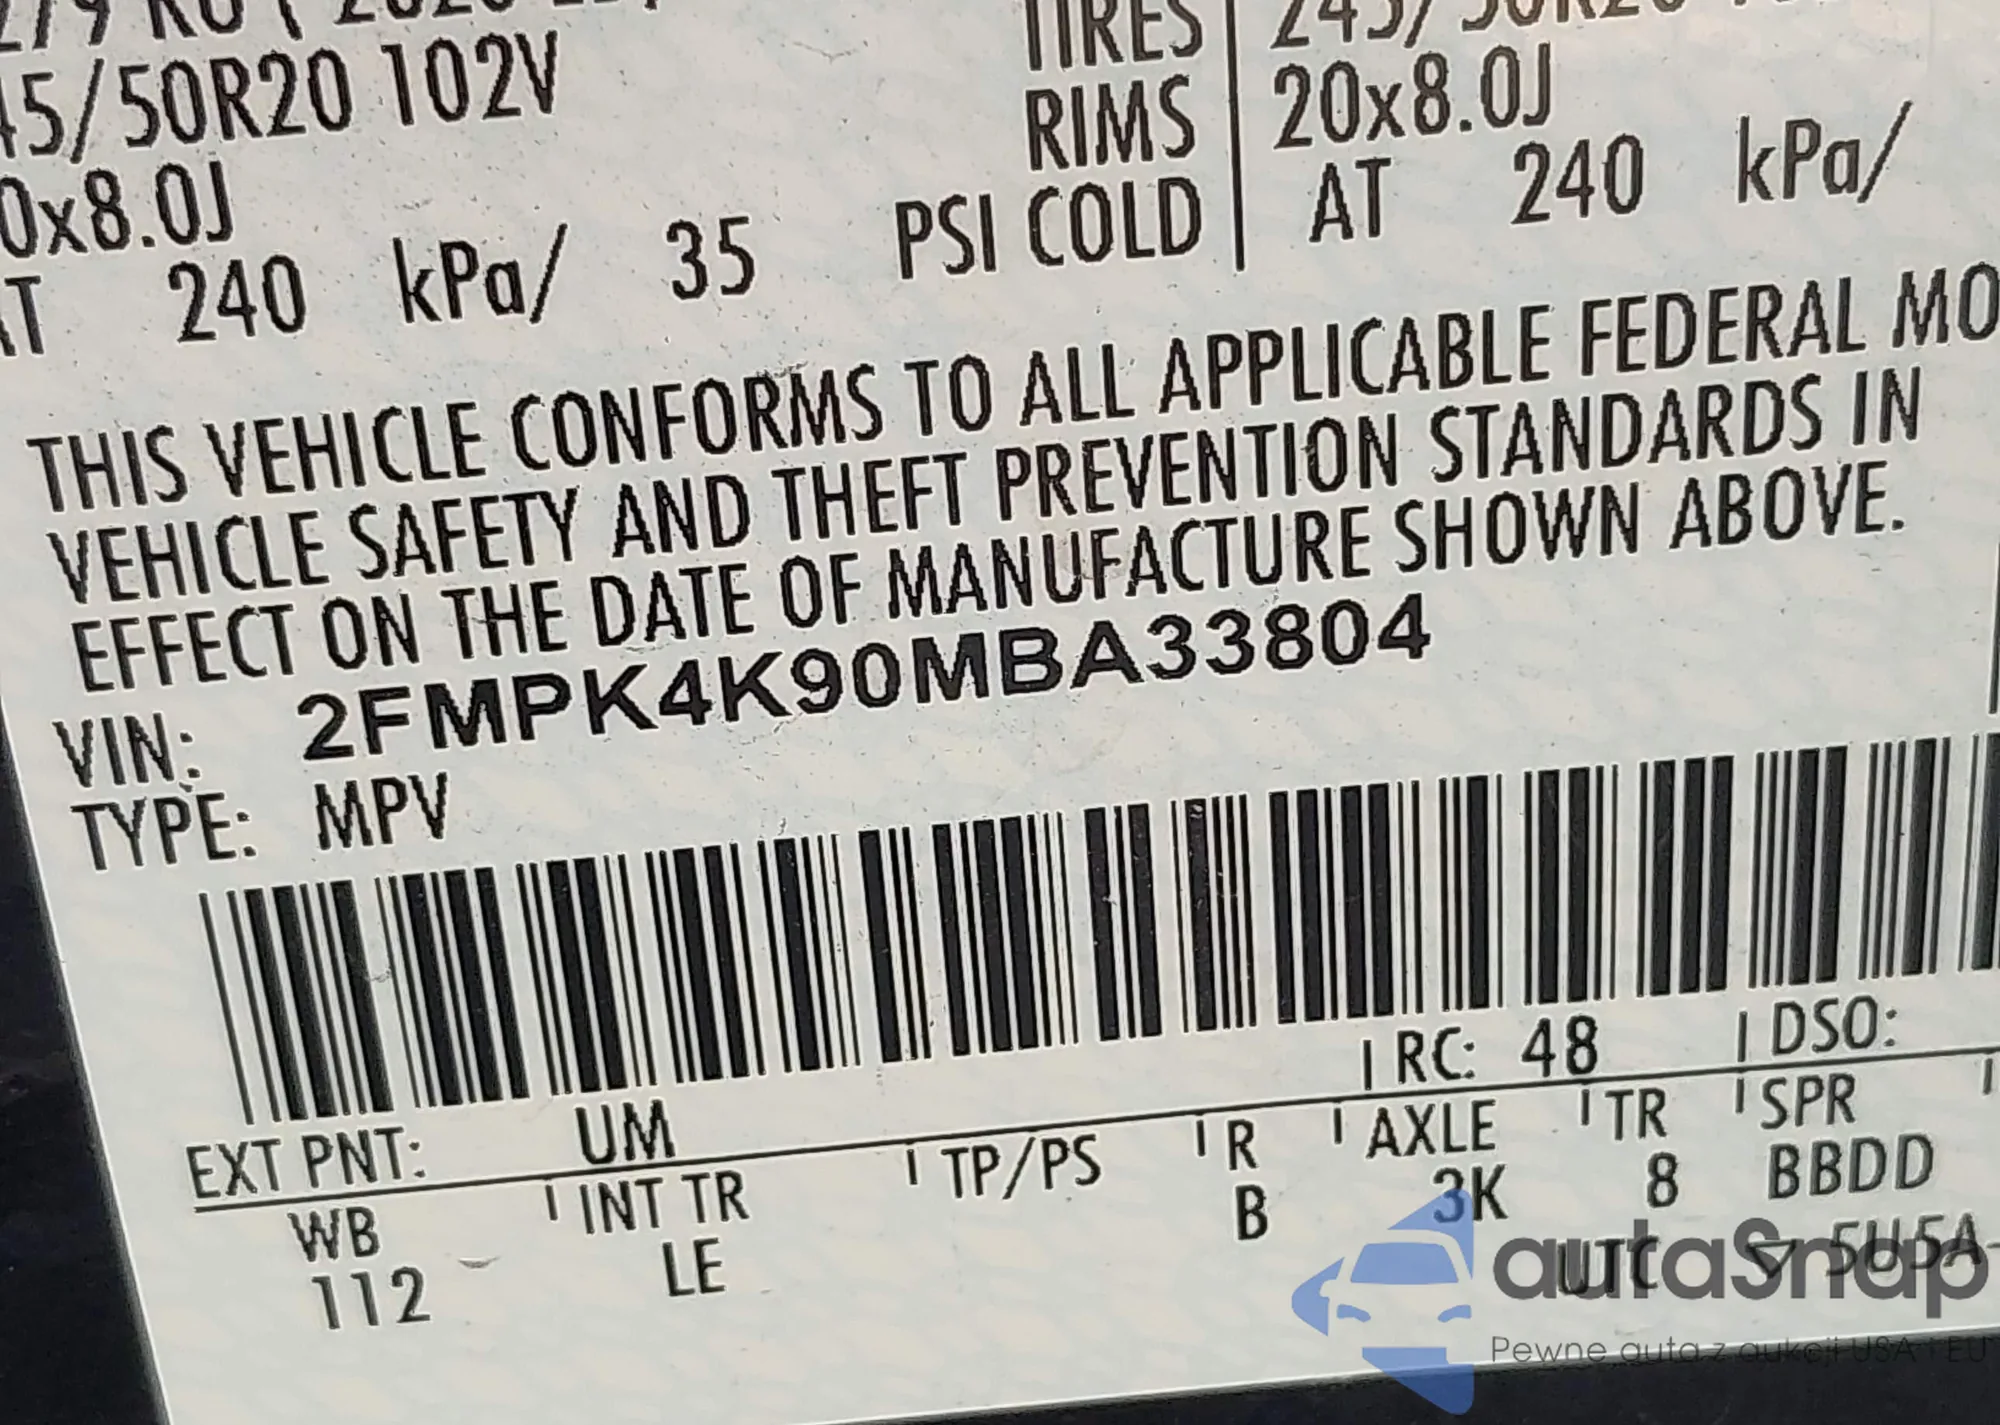 45/50R20 102V
TIRES
RIMS 20x8.0J
0x8.0J
AT 240 kPa/ 35 PSI COLD AT 240 kPa/
THIS VEHICLE CONFORMS TO ALL APPLICABLE FEDERAL MO
VEHICLE SAFETY AND THEFT PREVENTION STANDARDS IN
EFFECT ON THE DATE OF MANUFACTURE SHOWN ABOVE.
VIN: 2FMPK4K90MBA33804
TYPE: MPV
EXT PNT: UM RC: 48 DSO:
WB INT TR TP/PS R AXLE TR SPR
112 LE B 3K 8 BBDD
UTC ▽ 5U5A-
autaSnap
Pewne auta z aukcji USA i EU